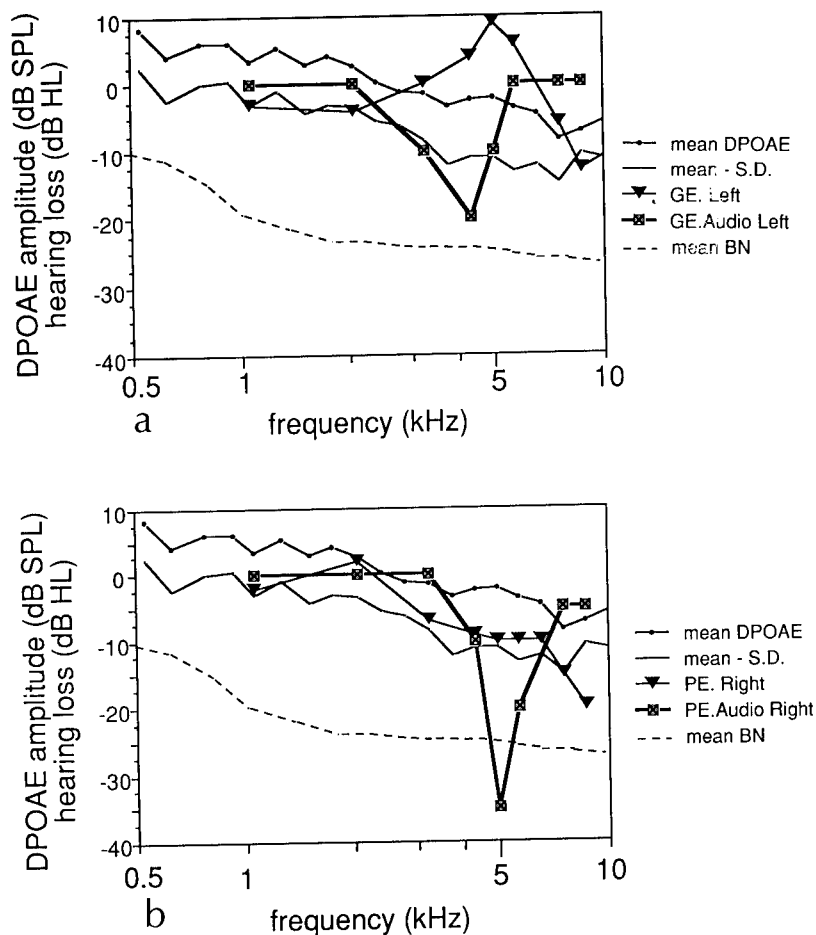 DPOAE amplitude (dB SPL)
hearing loss (dB HL)
10
0
-10
-20
-30
-40
0.5
1
5
10
frequency (kHz)
a
mean DPOAE
mean - S.D.
GE. Left
GE.Audio Left
mean BN
DPOAE amplitude (dB SPL)
hearing loss (dB HL)
10
0
-10
-20
-30
-40
0.5
1
5
10
frequency (kHz)
b
mean DPOAE
mean - S.D.
PE. Right
PE.Audio Right
mean BN